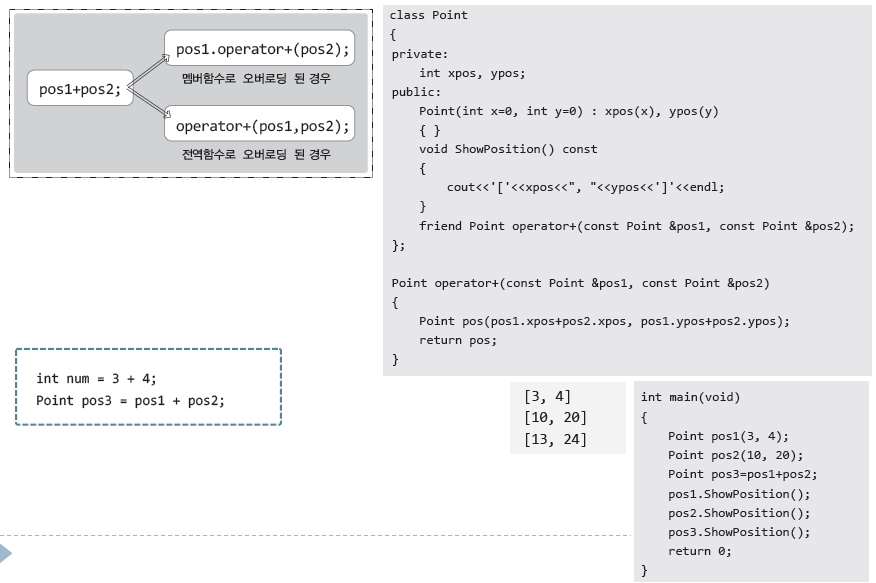 pos1+pos2;
pos1.operator+(pos2);
멤버함수로 오버로딩 된 경우
operator+(pos1,pos2);
전역함수로 오버로딩 된 경우
int num = 3 + 4;
Point pos3 = pos1 + pos2;
class Point
{
private:
    int xpos, ypos;
public:
    Point(int x=0, int y=0) : xpos(x), ypos(y)
    { }
    void ShowPosition() const
    {
        cout<<'['<<xpos<<", "<<ypos<<']'<<endl;
    }
    friend Point operator+(const Point &pos1, const Point &pos2);
};
Point operator+(const Point &pos1, const Point &pos2)
{
    Point pos(pos1.xpos+pos2.xpos, pos1.ypos+pos2.ypos);
    return pos;
}
[3, 4]
[10, 20]
[13, 24]
int main(void)
{
    Point pos1(3, 4);
    Point pos2(10, 20);
    Point pos3=pos1+pos2;
    pos1.ShowPosition();
    pos2.ShowPosition();
    pos3.ShowPosition();
    return 0;
}